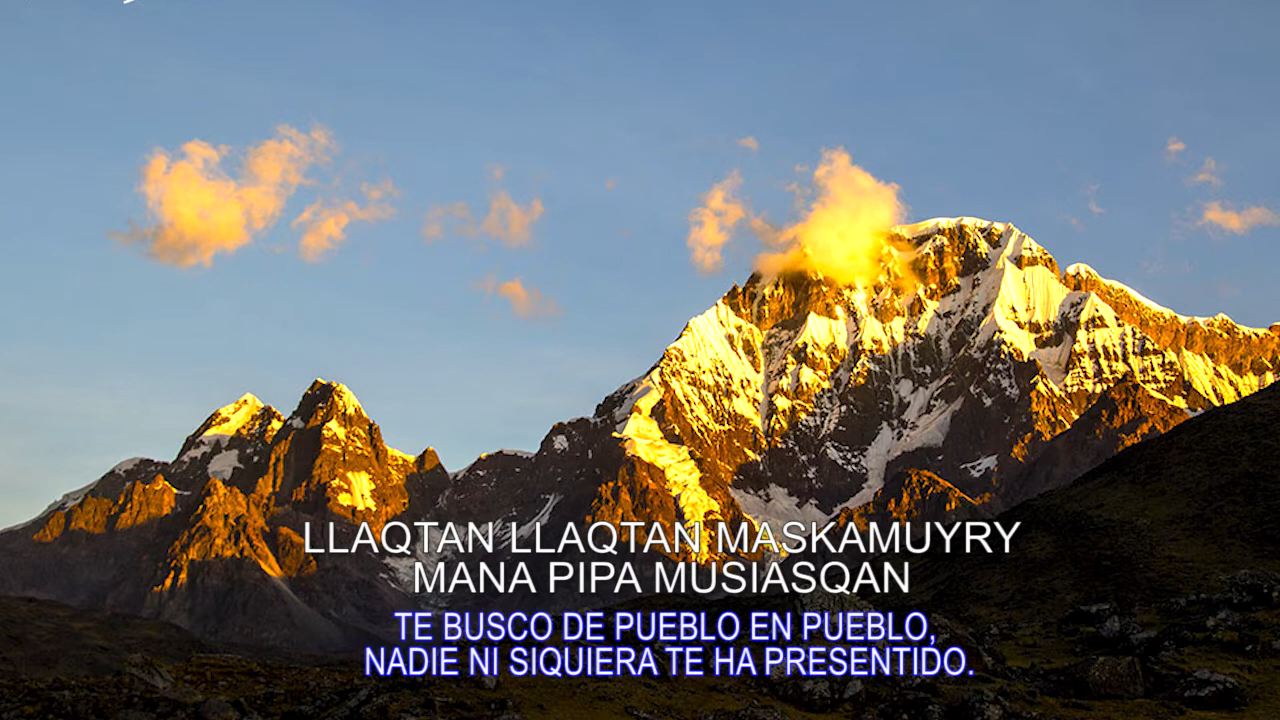 LLAQTAN LLAQTAN MASKAMUYRY
MANA PIPA MUSIASQAN
TE BUSCO DE PUEBLO EN PUEBLO,
NADIE NI SIQUIERA TE HA PRESENTIDO.